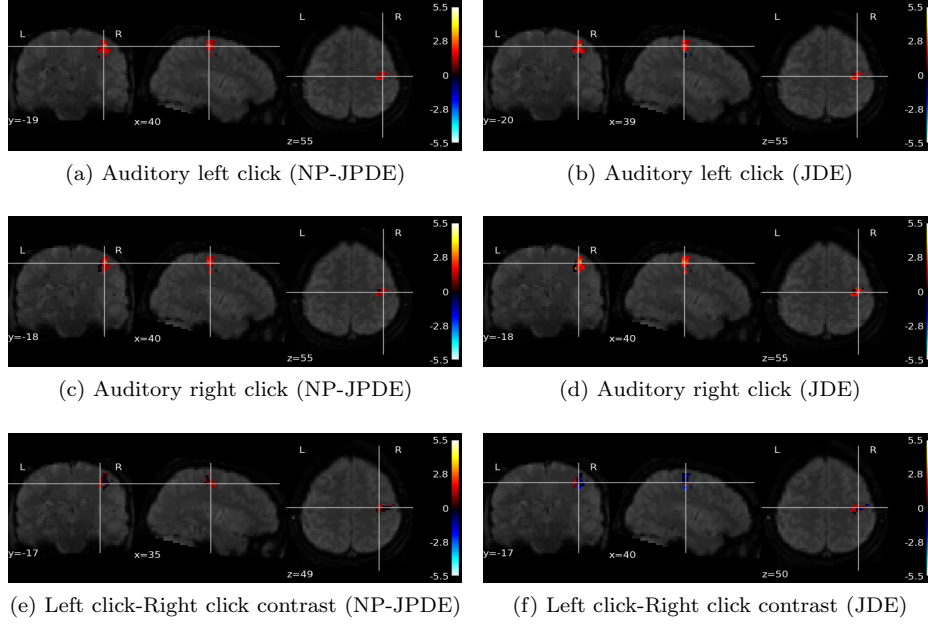 L R L R 5.5
2.8
0
-2.8
y=-19 x=40 z=55 -5.5
(a) Auditory left click (NP-JPDE)
L R L R 5.5
2.8
0
-2.8
y=-20 x=39 z=55 -5.5
(b) Auditory left click (JDE)
L R L R 5.5
2.8
0
-2.8
y=-18 x=40 z=55 -5.5
(c) Auditory right click (NP-JPDE)
L R L R 5.5
2.8
0
-2.8
y=-18 x=40 z=55 -5.5
(d) Auditory right click (JDE)
L R L R 5.5
2.8
0
-2.8
y=-17 x=35 z=49 -5.5
(e) Left click-Right click contrast (NP-JPDE)
L R L R 5.5
2.8
0
-2.8
y=-17 x=40 z=50 -5.5
(f) Left click-Right click contrast (JDE)